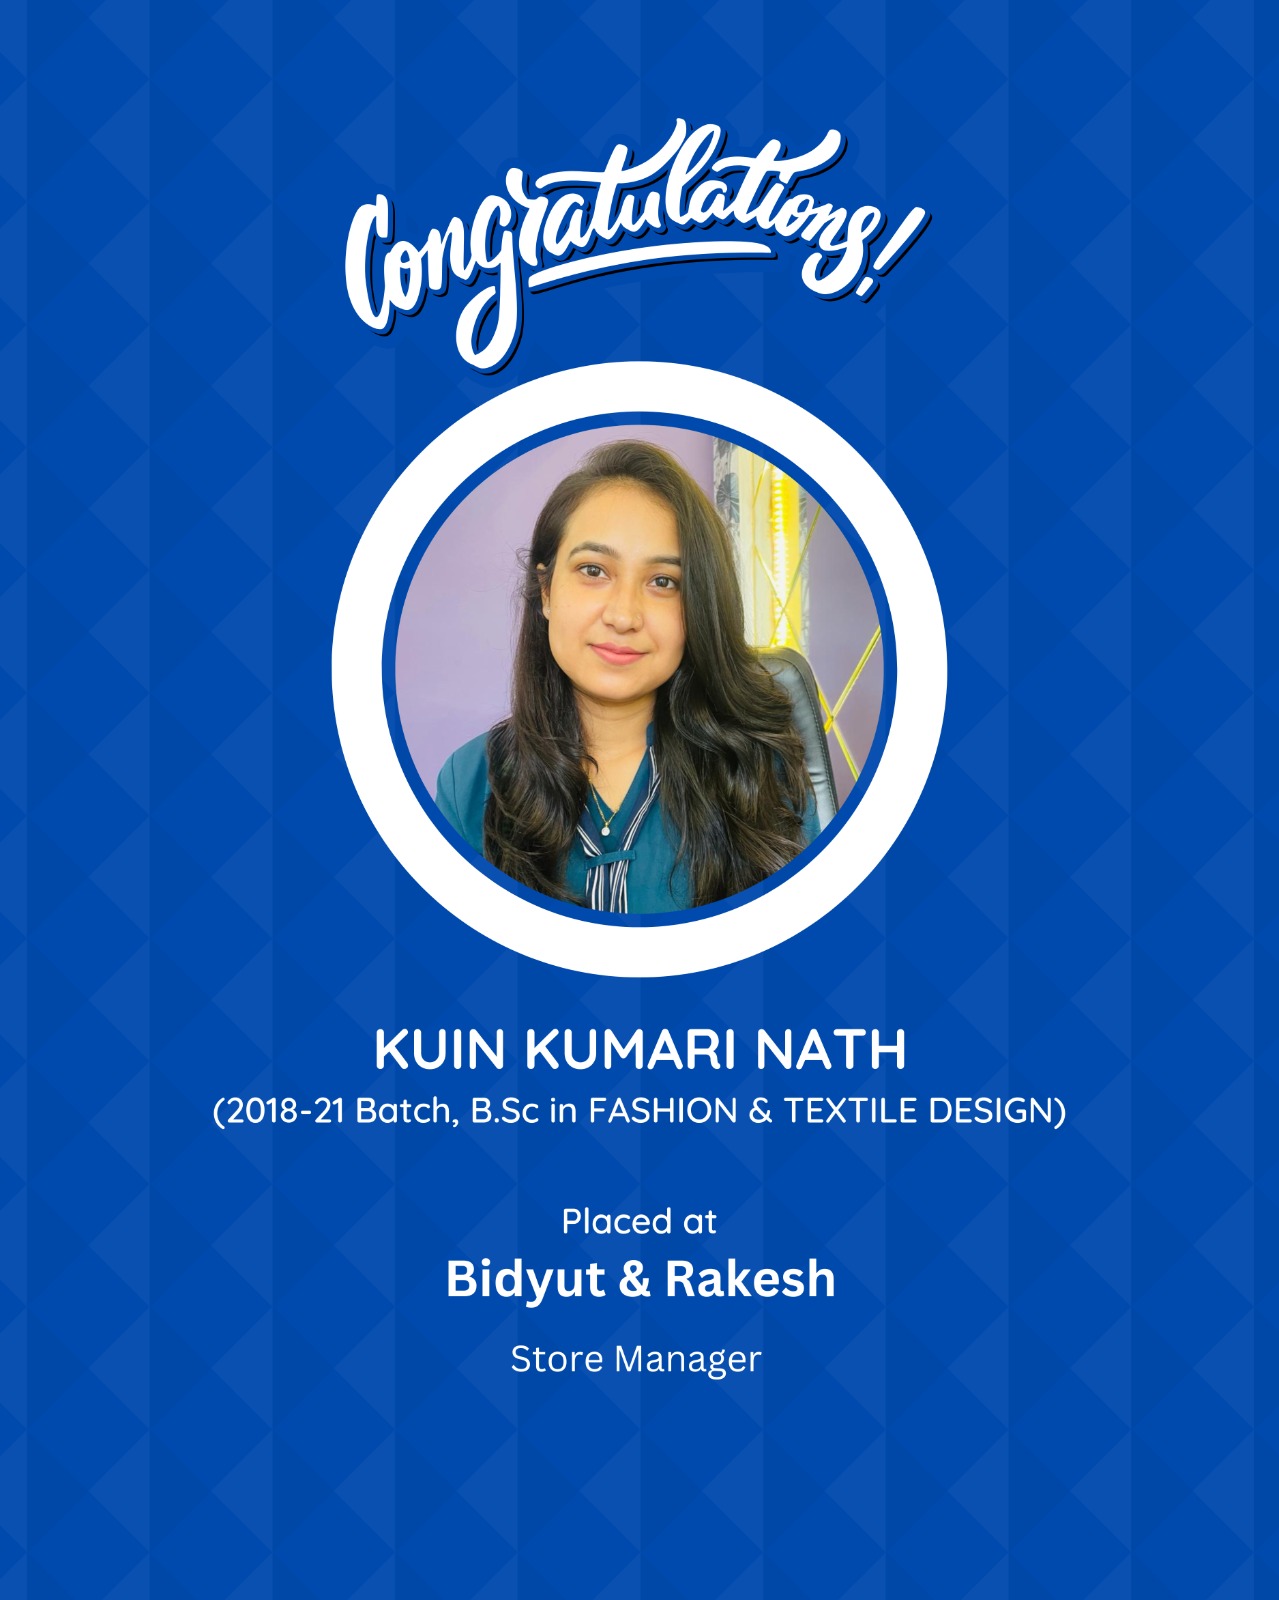 Congratulations!
KUIN KUMARI NATH
(2018-21 Batch, B.Sc in FASHION & TEXTILE DESIGN)
Placed at
Bidyut & Rakesh
Store Manager